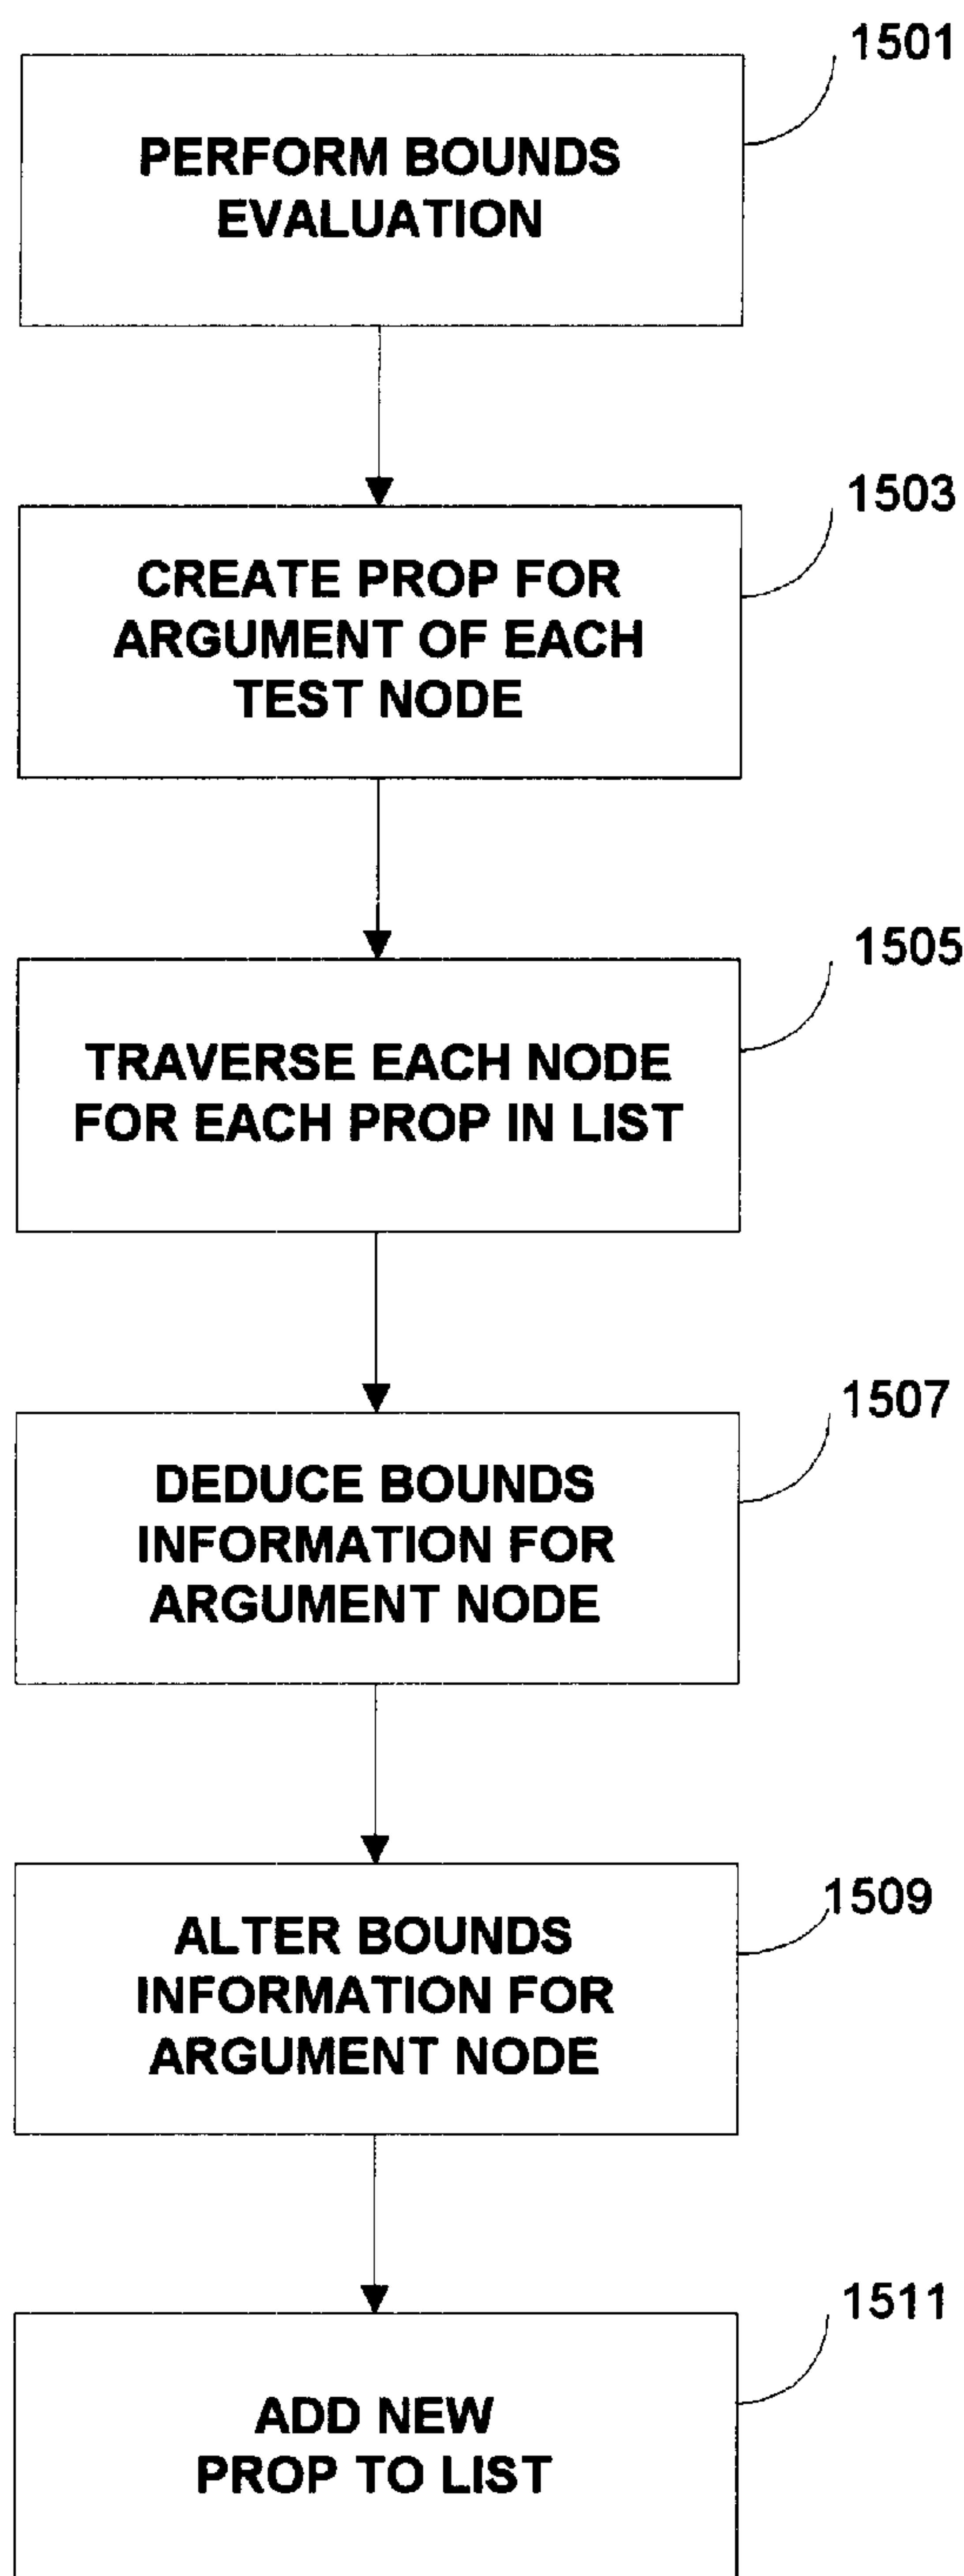 1501
PERFORM BOUNDS
EVALUATION
1503
CREATE PROP FOR
ARGUMENT OF EACH
TEST NODE
1505
TRAVERSE EACH NODE
FOR EACH PROP IN LIST
1507
DEDUCE BOUNDS
INFORMATION FOR
ARGUMENT NODE
1509
ALTER BOUNDS
INFORMATION FOR
ARGUMENT NODE
1511
ADD NEW
PROP TO LIST